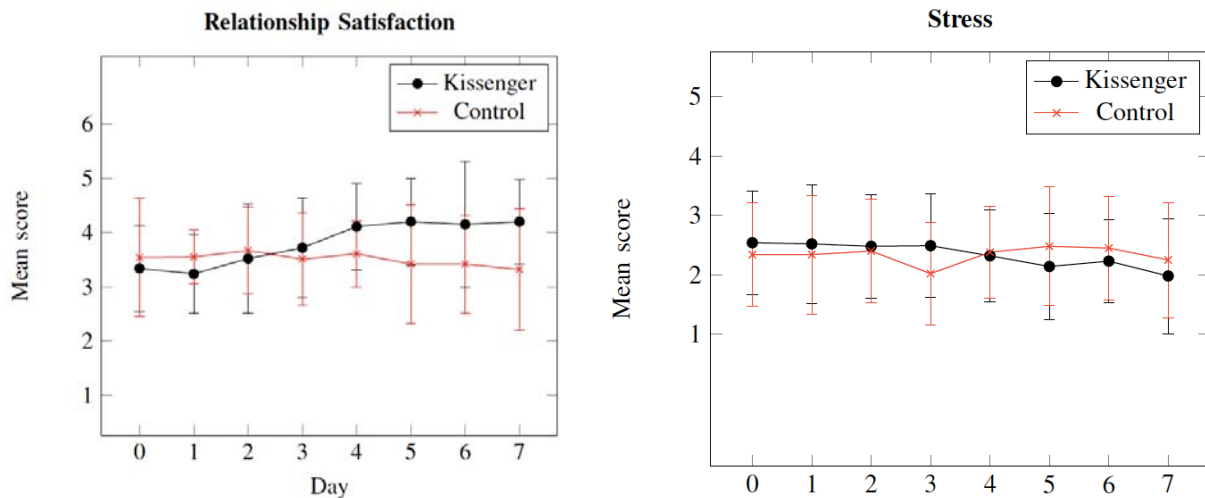 Relationship Satisfaction
Kissenger
Control
6
5
4
3
2
1
Mean score
0 1 2 3 4 5 6 7
Day
Stress
Kissenger
Control
5
4
3
2
1
Mean score
0 1 2 3 4 5 6 7